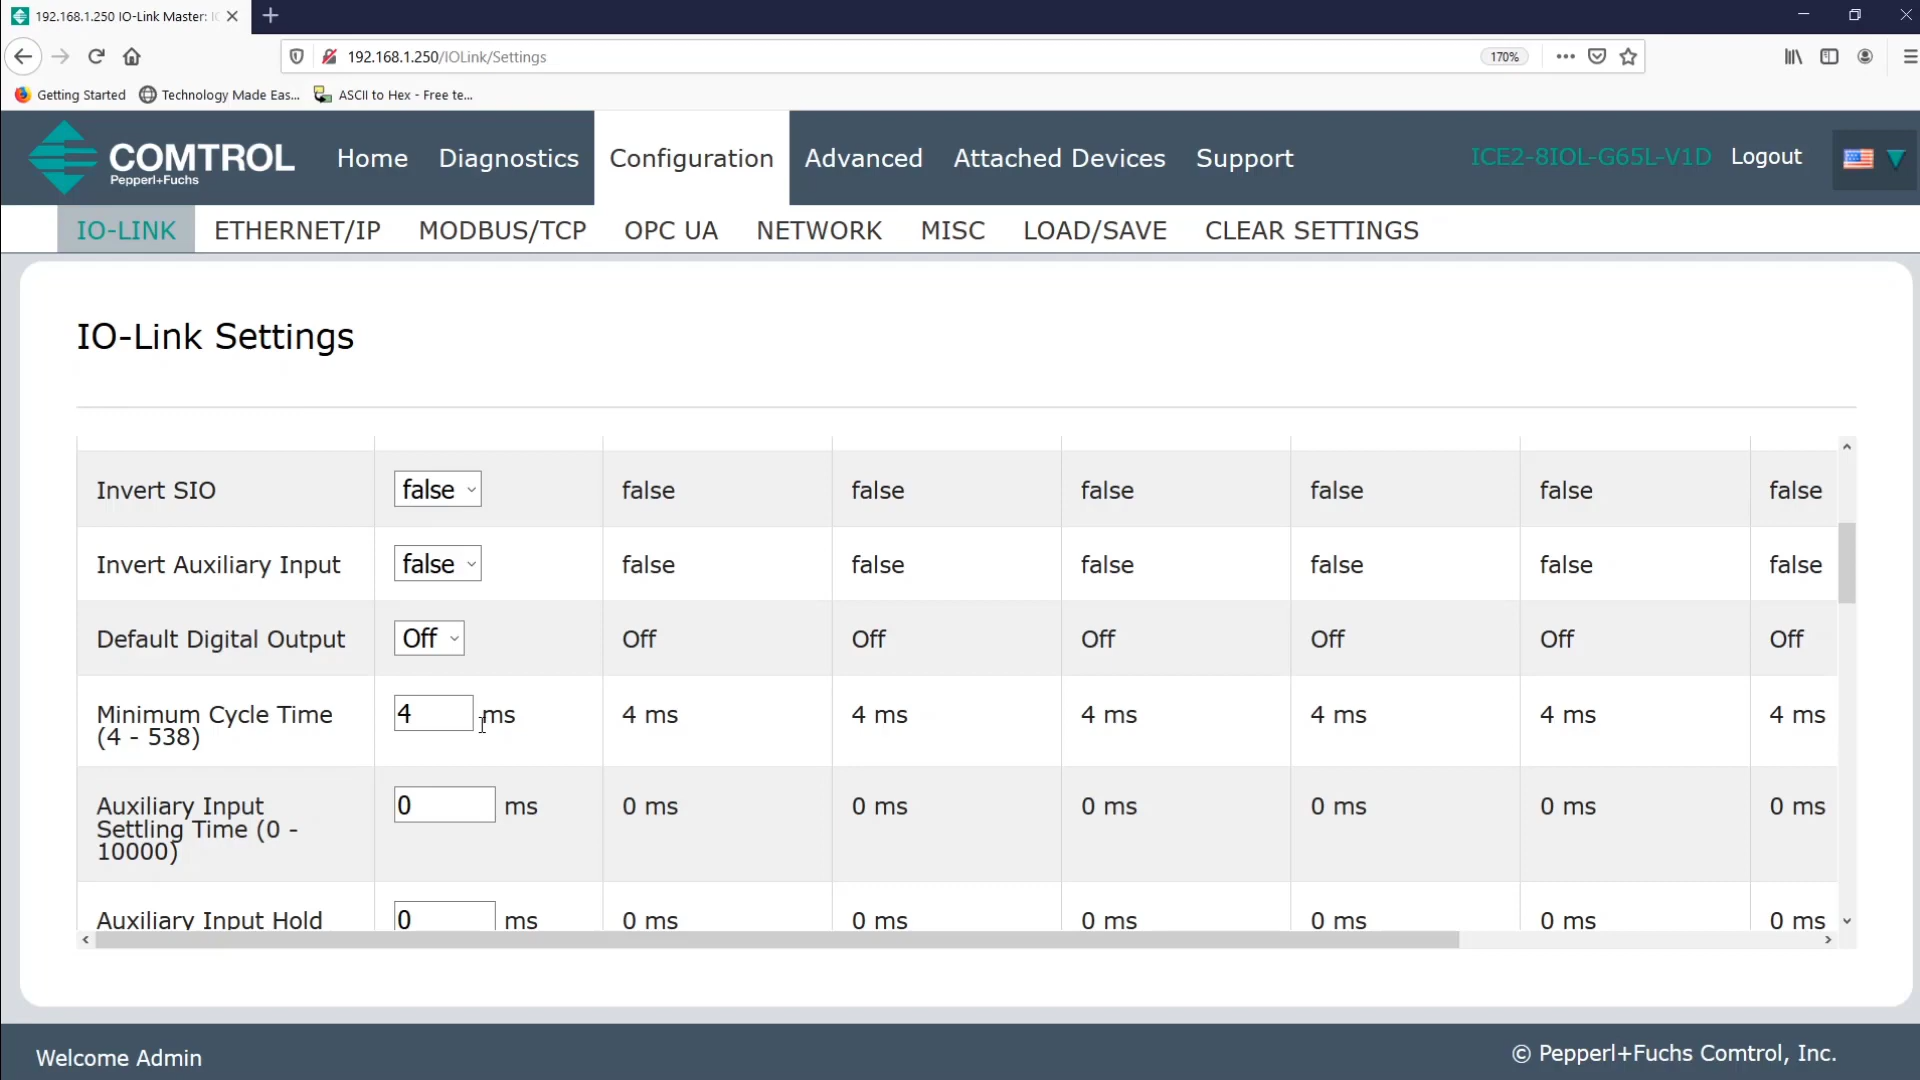 192.168.1.250 IO-Link Master: IO
192.168.1.250/IOLink/Settings
170%
Getting Started
Technology Made Eas...
ASCII to Hex - Free te...
COMTROL
Pepperl+Fuchs
Home
Diagnostics
Configuration
Advanced
Attached Devices
Support
ICE2-8IOL-G65L-V1D
Logout
IO-LINK
ETHERNET/IP
MODBUS/TCP
OPC UA
NETWORK
MISC
LOAD/SAVE
CLEAR SETTINGS
IO-Link Settings
Invert SIO false false false false false false false
Invert Auxiliary Input false false false false false false false
Default Digital Output Off Off Off Off Off Off Off
Minimum Cycle Time 4 ms 4 ms 4 ms 4 ms 4 ms 4 ms 4 ms
(4 - 538)
Auxiliary Input 0 ms 0 ms 0 ms 0 ms 0 ms 0 ms 0 ms
Settling Time (0 -
10000)
Auxiliary Input Hold 0 ms 0 ms 0 ms 0 ms 0 ms 0 ms 0 ms
Welcome Admin
© Pepperl+Fuchs Comtrol, Inc.